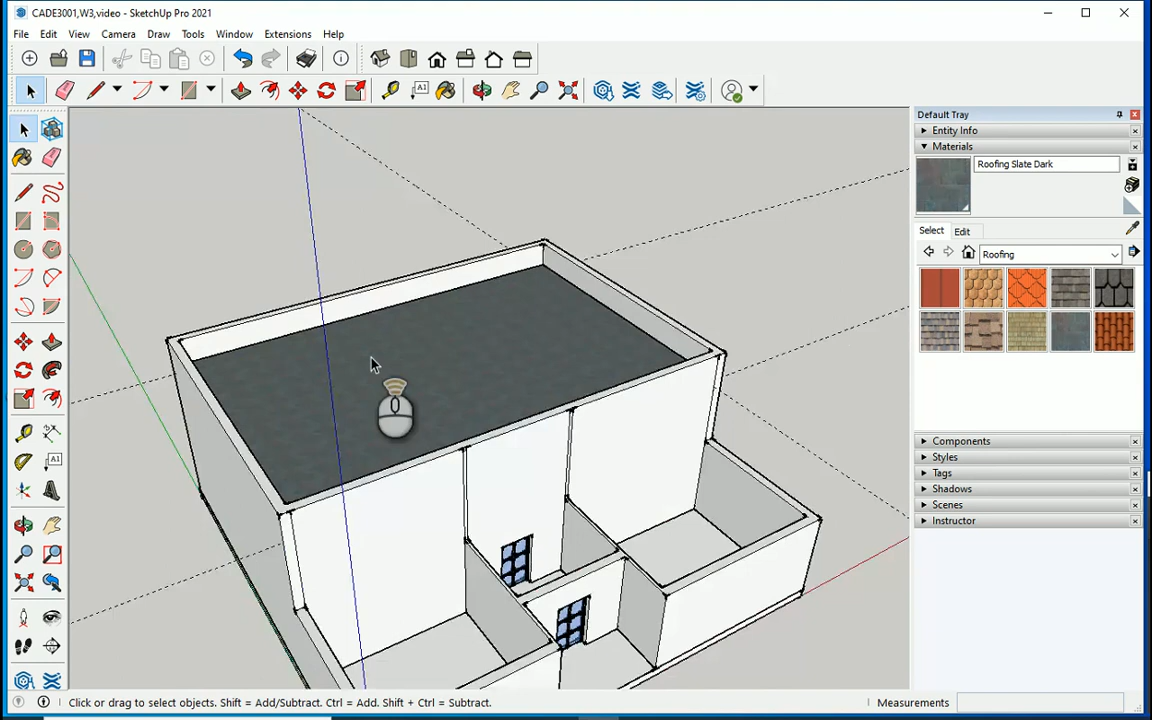 CADE3001,W3,video - SketchUp Pro 2021
File Edit View Camera Draw Tools Window Extensions Help
A1
Default Tray
Entity Info
Materials
Roofing Slate Dark
Select Edit
Roofing
A1
Components
Styles
Tags
Shadows
Scenes
Instructor
Click or drag to select objects. Shift = Add/Subtract. Ctrl = Add. Shift + Ctrl = Subtract.
Measurements